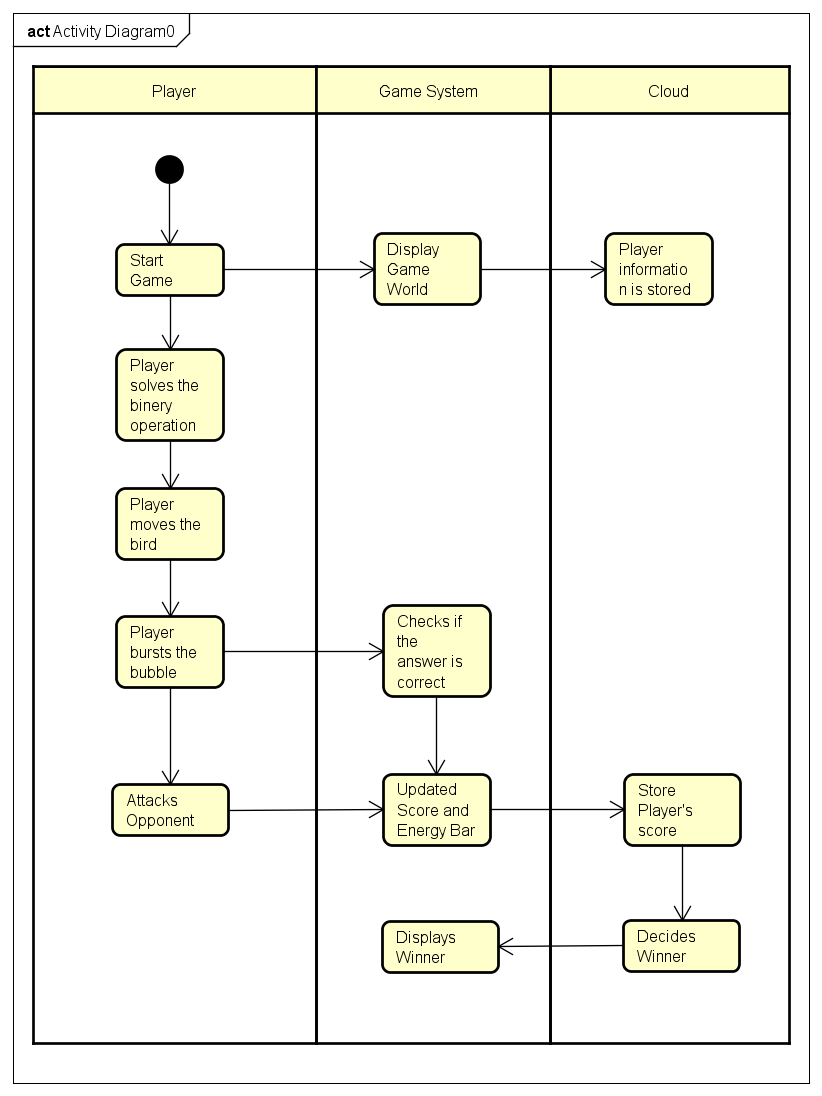 act Activity Diagram0
Player
Game System
Cloud
Start
Game
Display
Game
World
Player
informatio
n is stored
Player
solves the
binery
operation
Player
moves the
bird
Player
bursts the
bubble
Checks if
the
answer is
correct
Attacks
Opponent
Updated
Score and
Energy Bar
Store
Player's
score
Displays
Winner
Decides
Winner